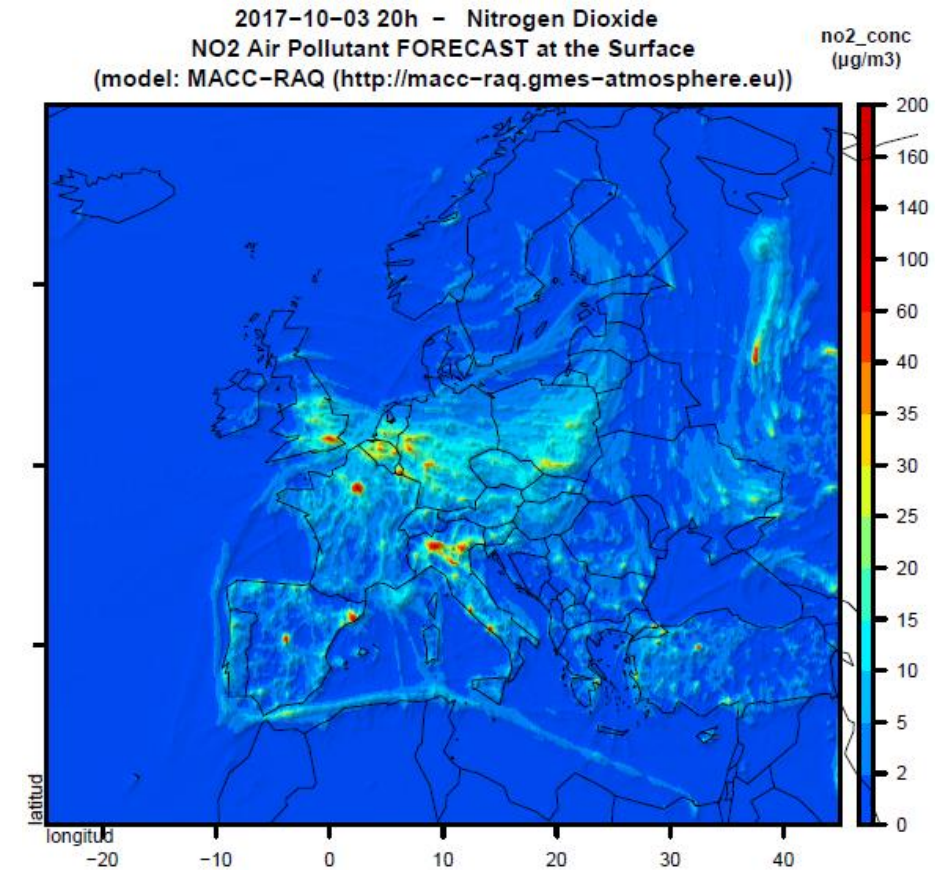 2017−10−03 20h − Nitrogen Dioxide
NO2 Air Pollutant FORECAST at the Surface
(model: MACC−RAQ (http://macc−raq.gmes−atmosphere.eu))
no2_conc
(µg/m3)
200
160
140
100
60
40
35
30
25
20
15
10
5
2
0
latitud
longitud
−20 −10 0 10 20 30 40